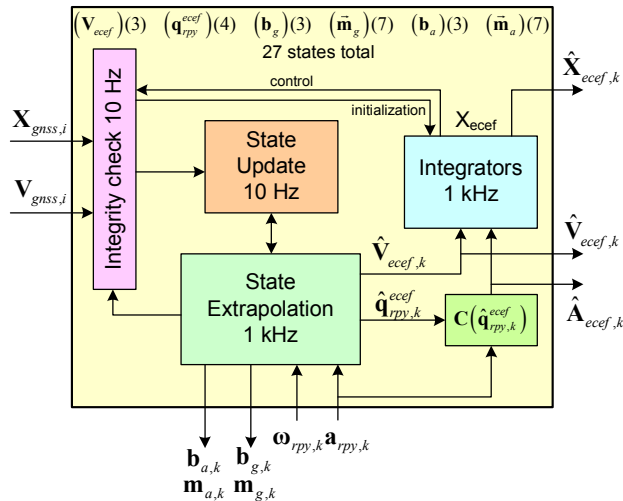 (V_ecef)(3) (q_rpy^ecef)(4) (b_g)(3) (m⃗_g)(7) (b_a)(3) (m⃗_a)(7)
27 states total
control
initialization
X_ecef
X̂_ecef,k
X_gnss,i
V_gnss,i
Integrity check 10 Hz
State
Update
10 Hz
Integrators
1 kHz
V̂_ecef,k
V̂_ecef,k
State
Extrapolation
1 kHz
q̂_rpy,k^ecef
C(q̂_rpy,k^ecef)
Â_ecef,k
ω_rpy,k a_rpy,k
b_a,k b_g,k
m_a,k m_g,k